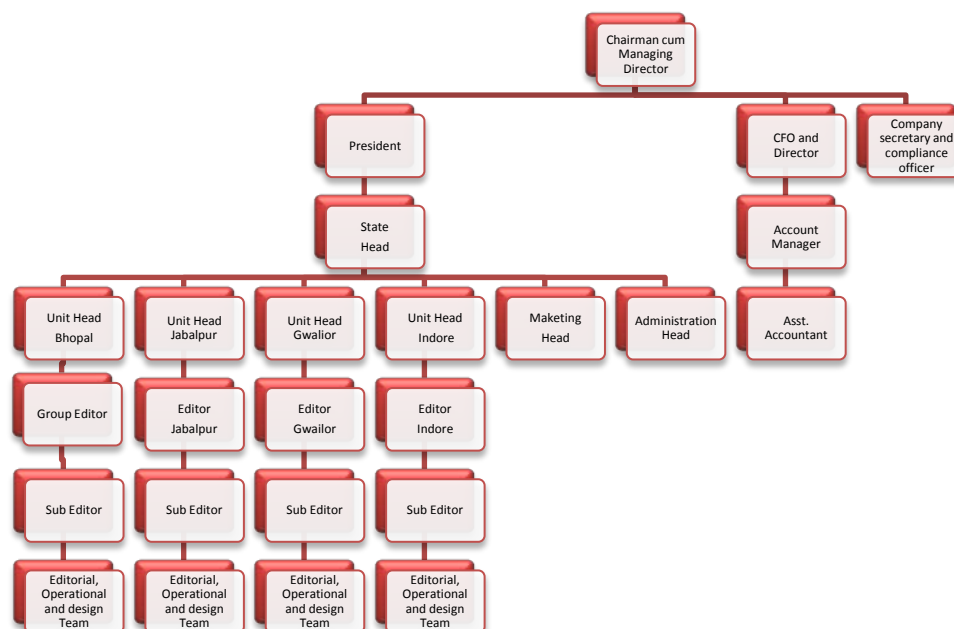 Chairman cum
Managing
Director
President
CFO and
Director
Company
secretary and
compliance
officer
State
Head
Account
Manager
Unit Head
Bhopal
Unit Head
Jabalpur
Unit Head
Gwalior
Unit Head
Indore
Maketing
Head
Administration
Head
Asst.
Accountant
Group Editor
Editor
Jabalpur
Editor
Gwailor
Editor
Indore
Sub Editor
Sub Editor
Sub Editor
Sub Editor
Editorial,
Operational
and design
Team
Editorial,
Operational
and design
Team
Editorial,
Operational
and design
Team
Editorial,
Operational
and design
Team